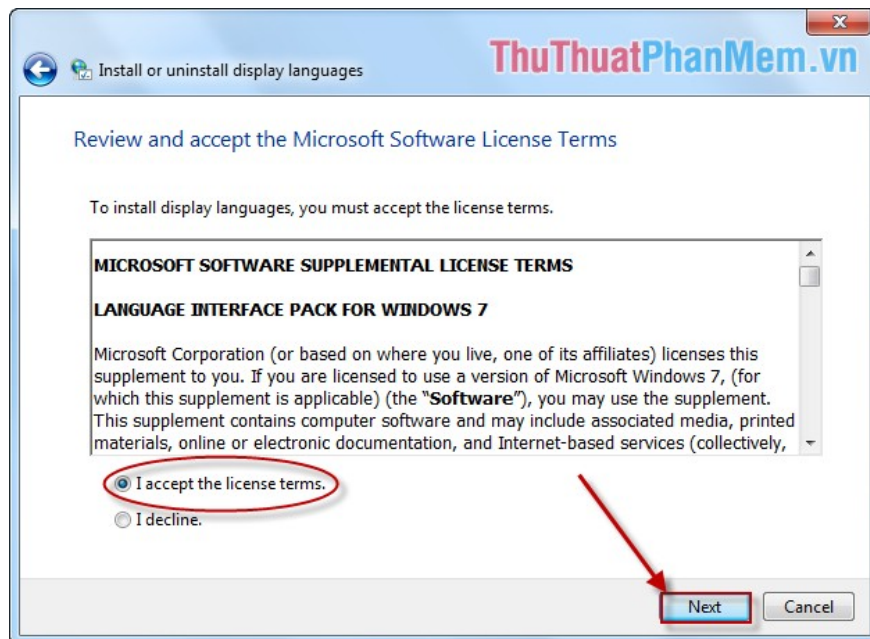 ThuThuatPhanMem.vn
Install or uninstall display languages
Review and accept the Microsoft Software License Terms
To install display languages, you must accept the license terms.
MICROSOFT SOFTWARE SUPPLEMENTAL LICENSE TERMS
LANGUAGE INTERFACE PACK FOR WINDOWS 7
Microsoft Corporation (or based on where you live, one of its affiliates) licenses this
supplement to you. If you are licensed to use a version of Microsoft Windows 7, (for
which this supplement is applicable) (the “Software”), you may use the supplement.
This supplement contains computer software and may include associated media, printed
materials, online or electronic documentation, and Internet-based services (collectively,
I accept the license terms.
I decline.
Next Cancel